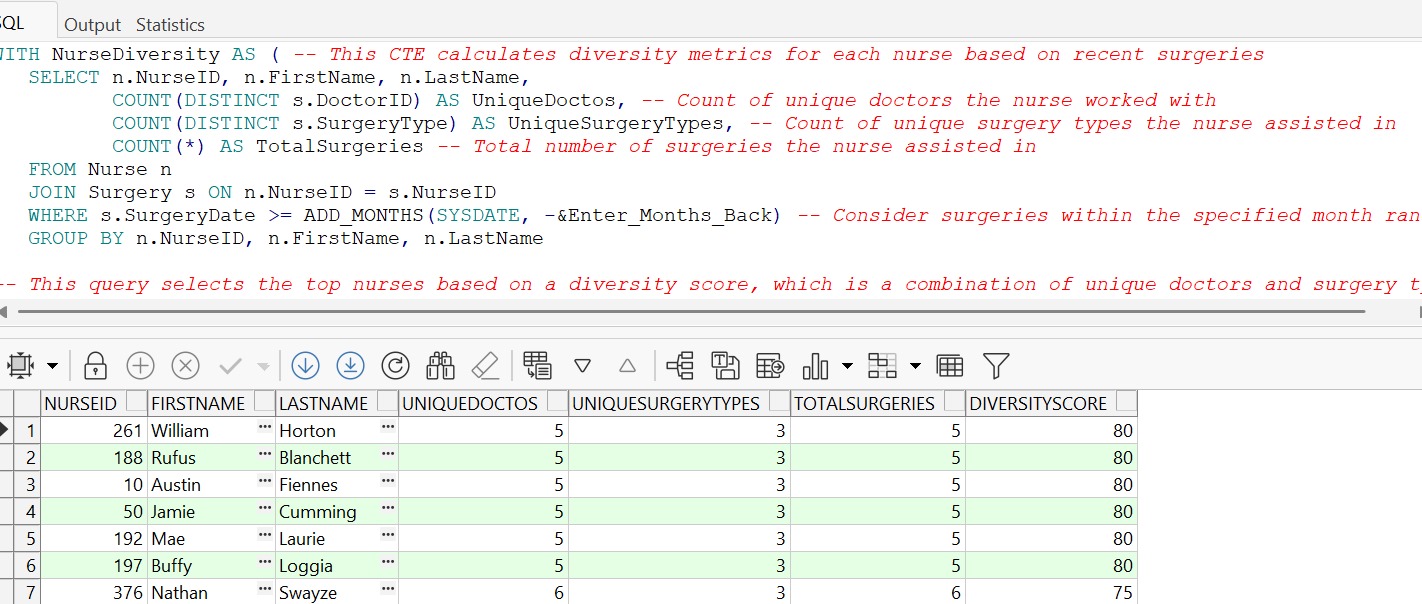 SQL Output Statistics
WITH NurseDiversity AS ( -- This CTE calculates diversity metrics for each nurse based on recent surgeries
SELECT n.NurseID, n.FirstName, n.LastName,
COUNT(DISTINCT s.DoctorID) AS UniqueDoctos, -- Count of unique doctors the nurse worked with
COUNT(DISTINCT s.SurgeryType) AS UniqueSurgeryTypes, -- Count of unique surgery types the nurse assisted in
COUNT(*) AS TotalSurgeries -- Total number of surgeries the nurse assisted in
FROM Nurse n
JOIN Surgery s ON n.NurseID = s.NurseID
WHERE s.SurgeryDate >= ADD_MONTHS(SYSDATE, -&Enter_Months_Back) -- Consider surgeries within the specified month ran
GROUP BY n.NurseID, n.FirstName, n.LastName
-- This query selects the top nurses based on a diversity score, which is a combination of unique doctors and surgery ty
NURSEID FIRSTNAME LASTNAME UNIQUEDOCTOS UNIQUESURGERYTYPES TOTALSURGERIES DIVERSITYSCORE
1 261 William ... Horton ... 5 3 5 80
2 188 Rufus ... Blanchett ... 5 3 5 80
3 10 Austin ... Fiennes ... 5 3 5 80
4 50 Jamie ... Cumming ... 5 3 5 80
5 192 Mae ... Laurie ... 5 3 5 80
6 197 Buffy ... Loggia ... 5 3 5 80
7 376 Nathan ... Swayze ... 6 3 6 75